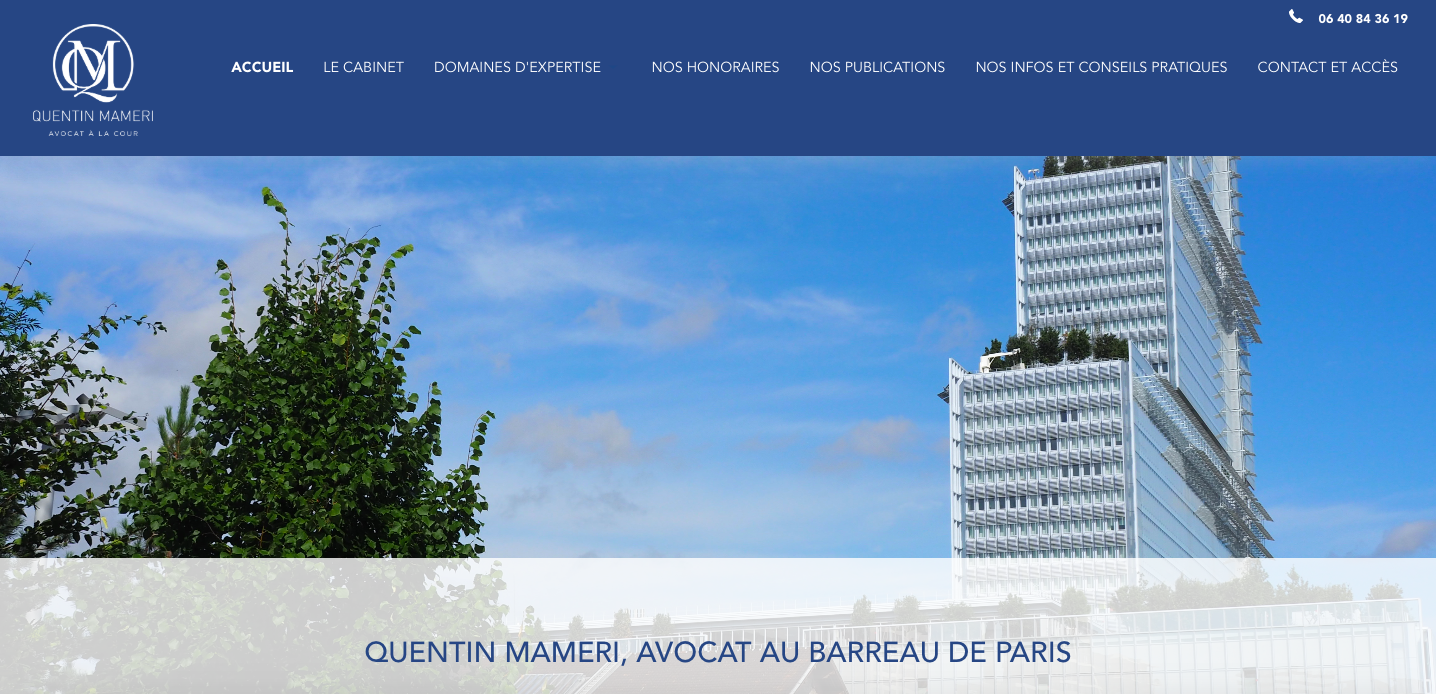 06 40 84 36 19
QM
QUENTIN MAMERI
AVOCAT À LA COUR
ACCUEIL LE CABINET DOMAINES D'EXPERTISE NOS HONORAIRES NOS PUBLICATIONS NOS INFOS ET CONSEILS PRATIQUES CONTACT ET ACCÈS
QUENTIN MAMERI, AVOCAT AU BARREAU DE PARIS